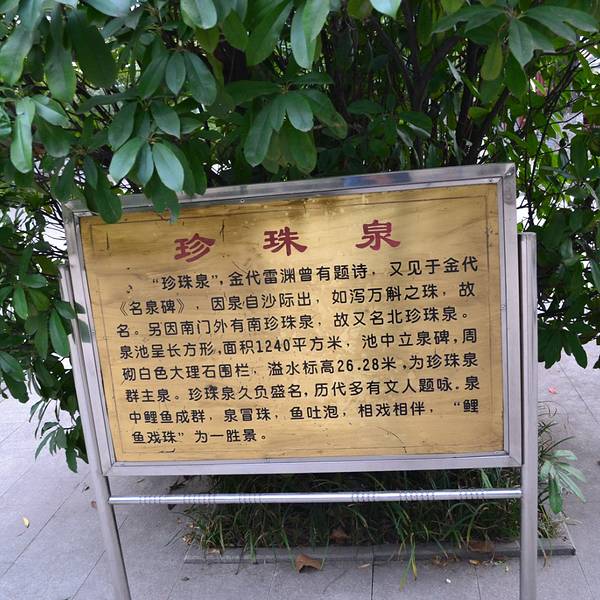 珍珠泉
“珍珠泉”，金代雷渊曾有题诗，又见于金代
《名泉碑》，因泉自沙际出，如泻万斛之珠，故
名。另因南门外有南珍珠泉，故又名北珍珠泉。
泉池呈长方形，面积1240平方米，池中立泉碑，周
砌白色大理石围栏，溢水标高26.28米，为珍珠泉
群主泉。珍珠泉久负盛名，历代多有文人题咏．泉
中鲤鱼成群，泉冒珠，鱼吐泡，相戏相伴，“鲤
鱼戏珠”为一胜景。